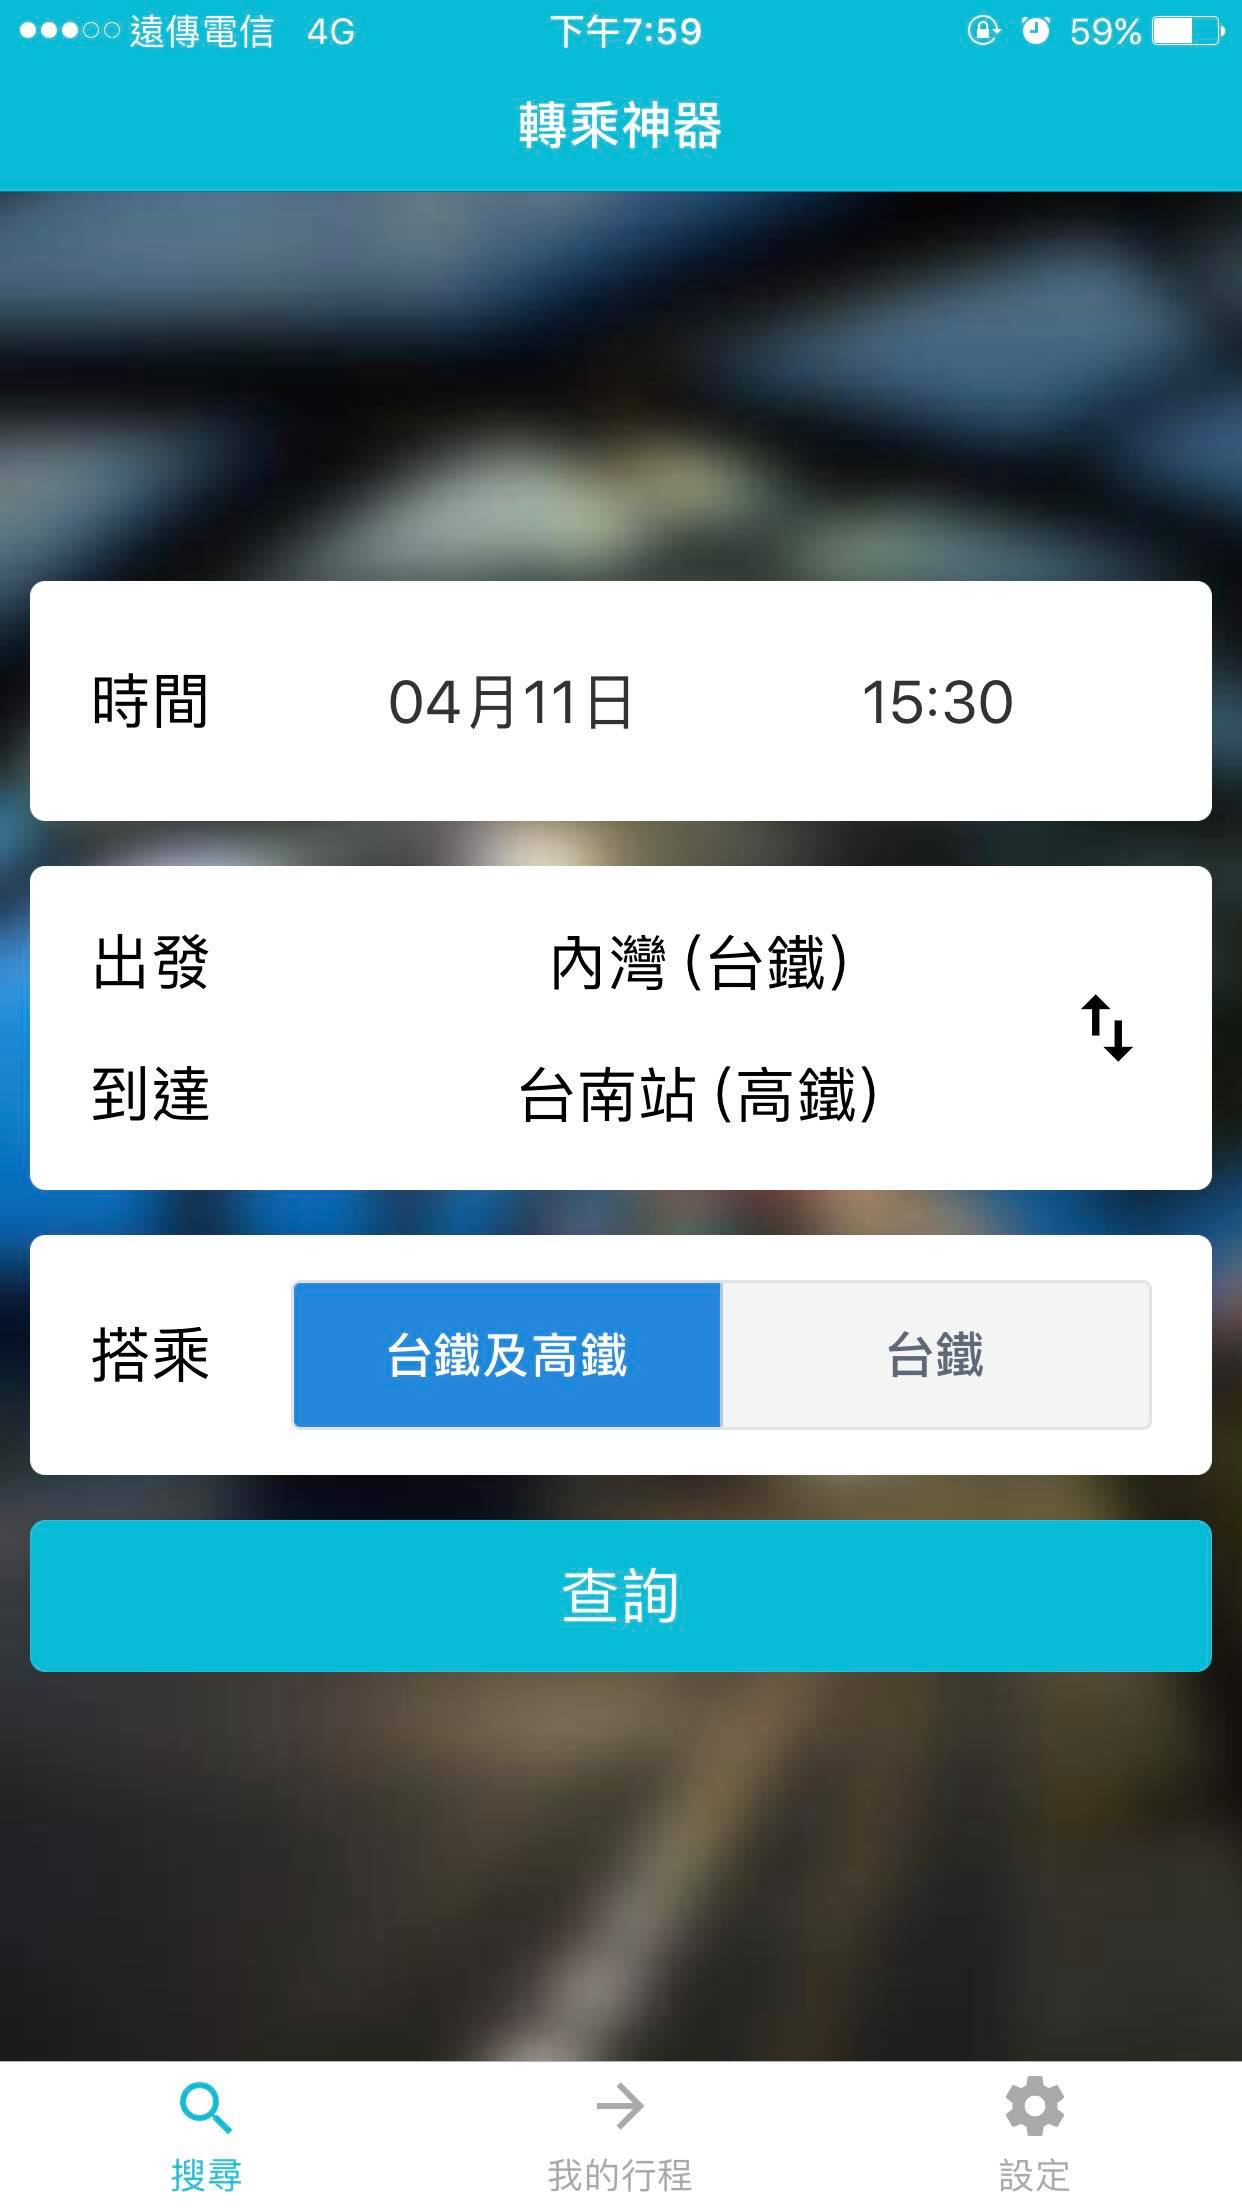 遠傳電信 4G 下午7:59 59%
轉乘神器
時間 04月11日 15:30
出發 內灣 (台鐵)
到達 台南站 (高鐵)
搭乘 台鐵及高鐵 台鐵
查詢
搜尋 我的行程 設定